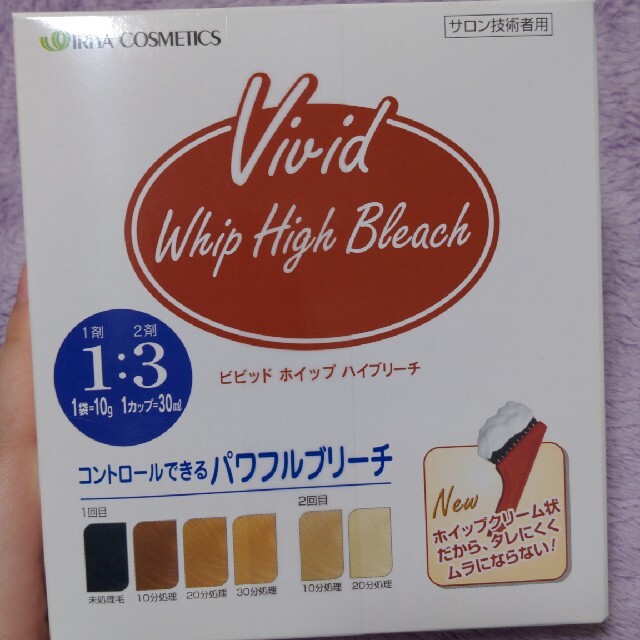 IRIYA COSMETICS
サロン技術者用
Vivid
Whip High Bleach
1剤 2剤
1:3
1袋=10g 1カップ=30ml
ビビッド ホイップ ハイブリーチ
コントロールできるパワフルブリーチ
1回目 2回目
未処理毛 10分処理 20分処理 30分処理 10分処理 20分処理
New
ホイップクリーム状
だから、ダレにくく
ムラにならない!